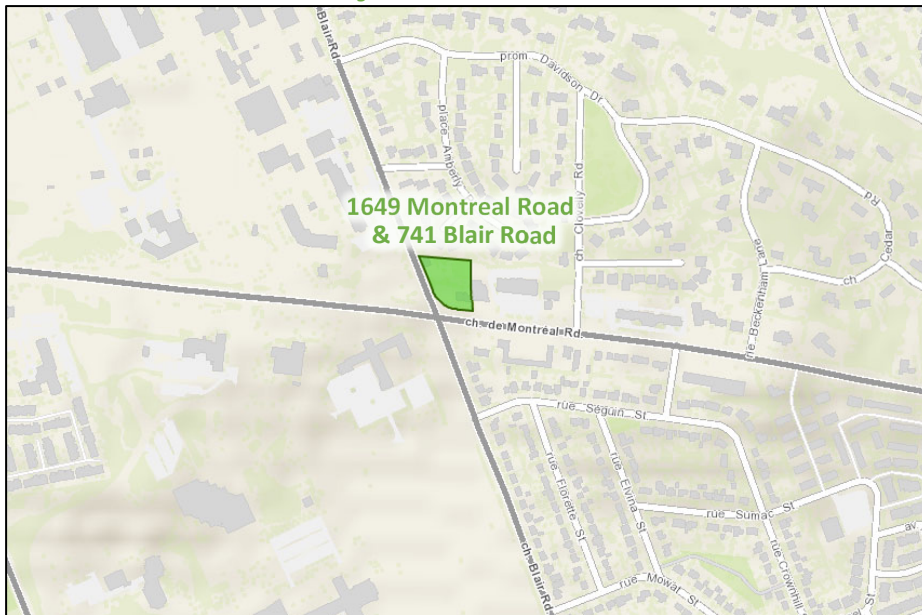 Blair Rd
prom Davidson Dr
place Amberly
ch Clovelly Rd
Rd
Cedar
ch
rue Beckenham Lane
1649 Montreal Road
& 741 Blair Road
ch. de Montréal Rd.
rue Séguin St
rue Florette St
rue Elvina St
rue Sumac St
rue Crownhill
St
av
rue Mowat St
ch Blair Rd